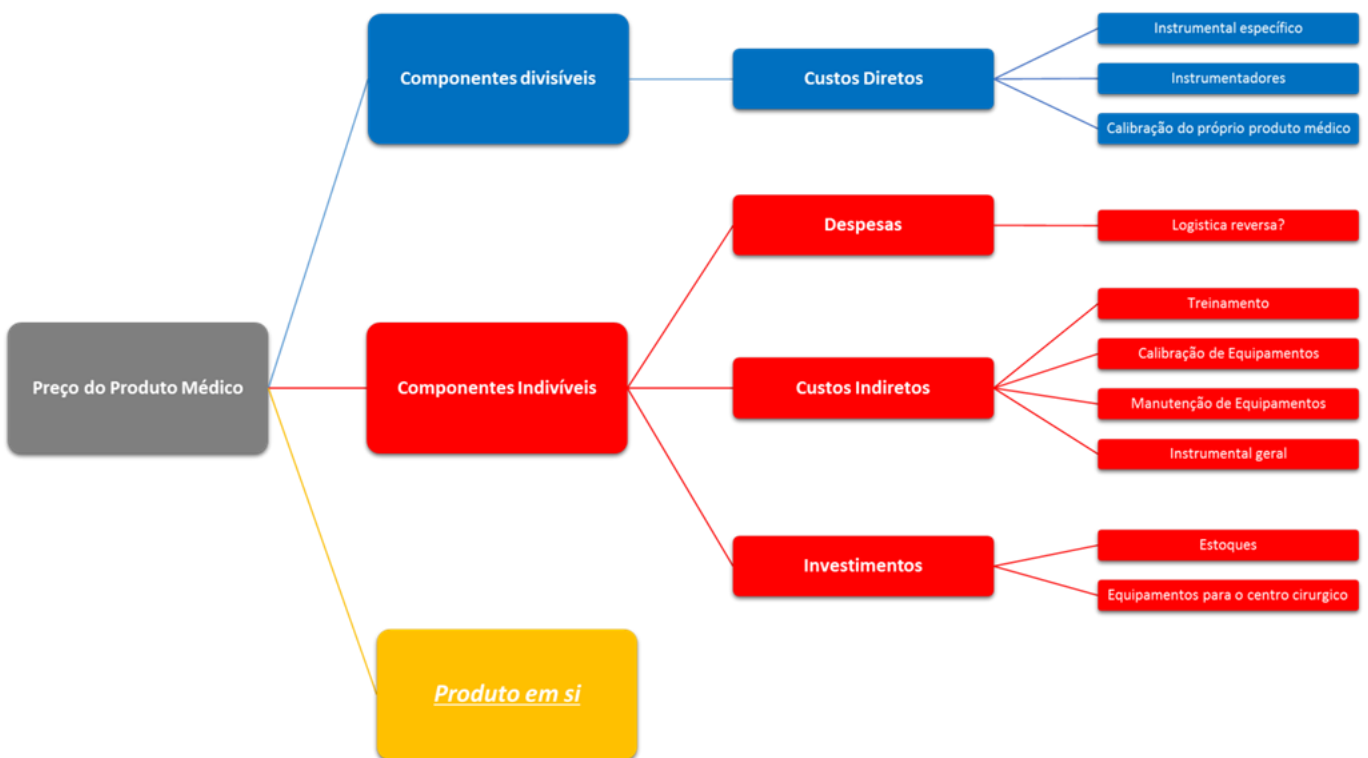 Preço do Produto Médico
Componentes divisíveis
Custos Diretos
Instrumental específico
Instrumentadores
Calibração do próprio produto médico
Componentes Indivíveis
Despesas
Logistica reversa?
Custos Indiretos
Treinamento
Calibração de Equipamentos
Manutenção de Equipamentos
Instrumental geral
Investimentos
Estoques
Equipamentos para o centro cirurgico
Produto em si